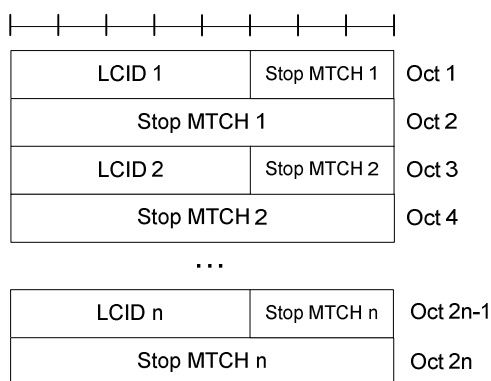 LCID 1 Stop MTCH 1 Oct 1
Stop MTCH 1 Oct 2
LCID 2 Stop MTCH 2 Oct 3
Stop MTCH 2 Oct 4
...
LCID n Stop MTCH n Oct 2n-1
Stop MTCH n Oct 2n